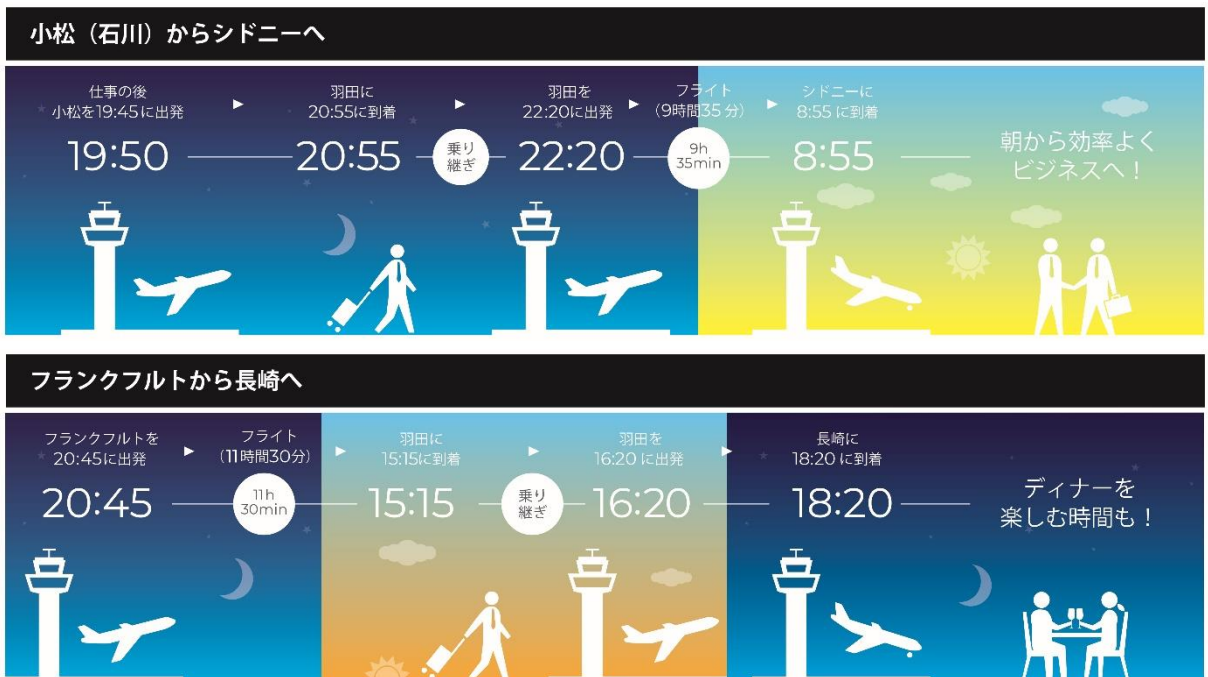 小松（石川）からシドニーへ
仕事の後
小松を19:45に出発
▶
羽田に
20:55に到着
▶
羽田を
22:20に出発
▶
フライト
（9時間35分）
▶
シドニーに
8:55に到着
19:50
20:55
乗り
継ぎ
22:20
9h
35min
8:55
朝から効率よく
ビジネスへ！
フランクフルトから長崎へ
フランクフルトを
20:45に出発
▶
フライト
（11時間30分）
▶
羽田に
15:15に到着
▶
羽田を
16:20に出発
▶
長崎に
18:20に到着
20:45
11h
30min
15:15
乗り
継ぎ
16:20
18:20
ディナーを
楽しむ時間も！